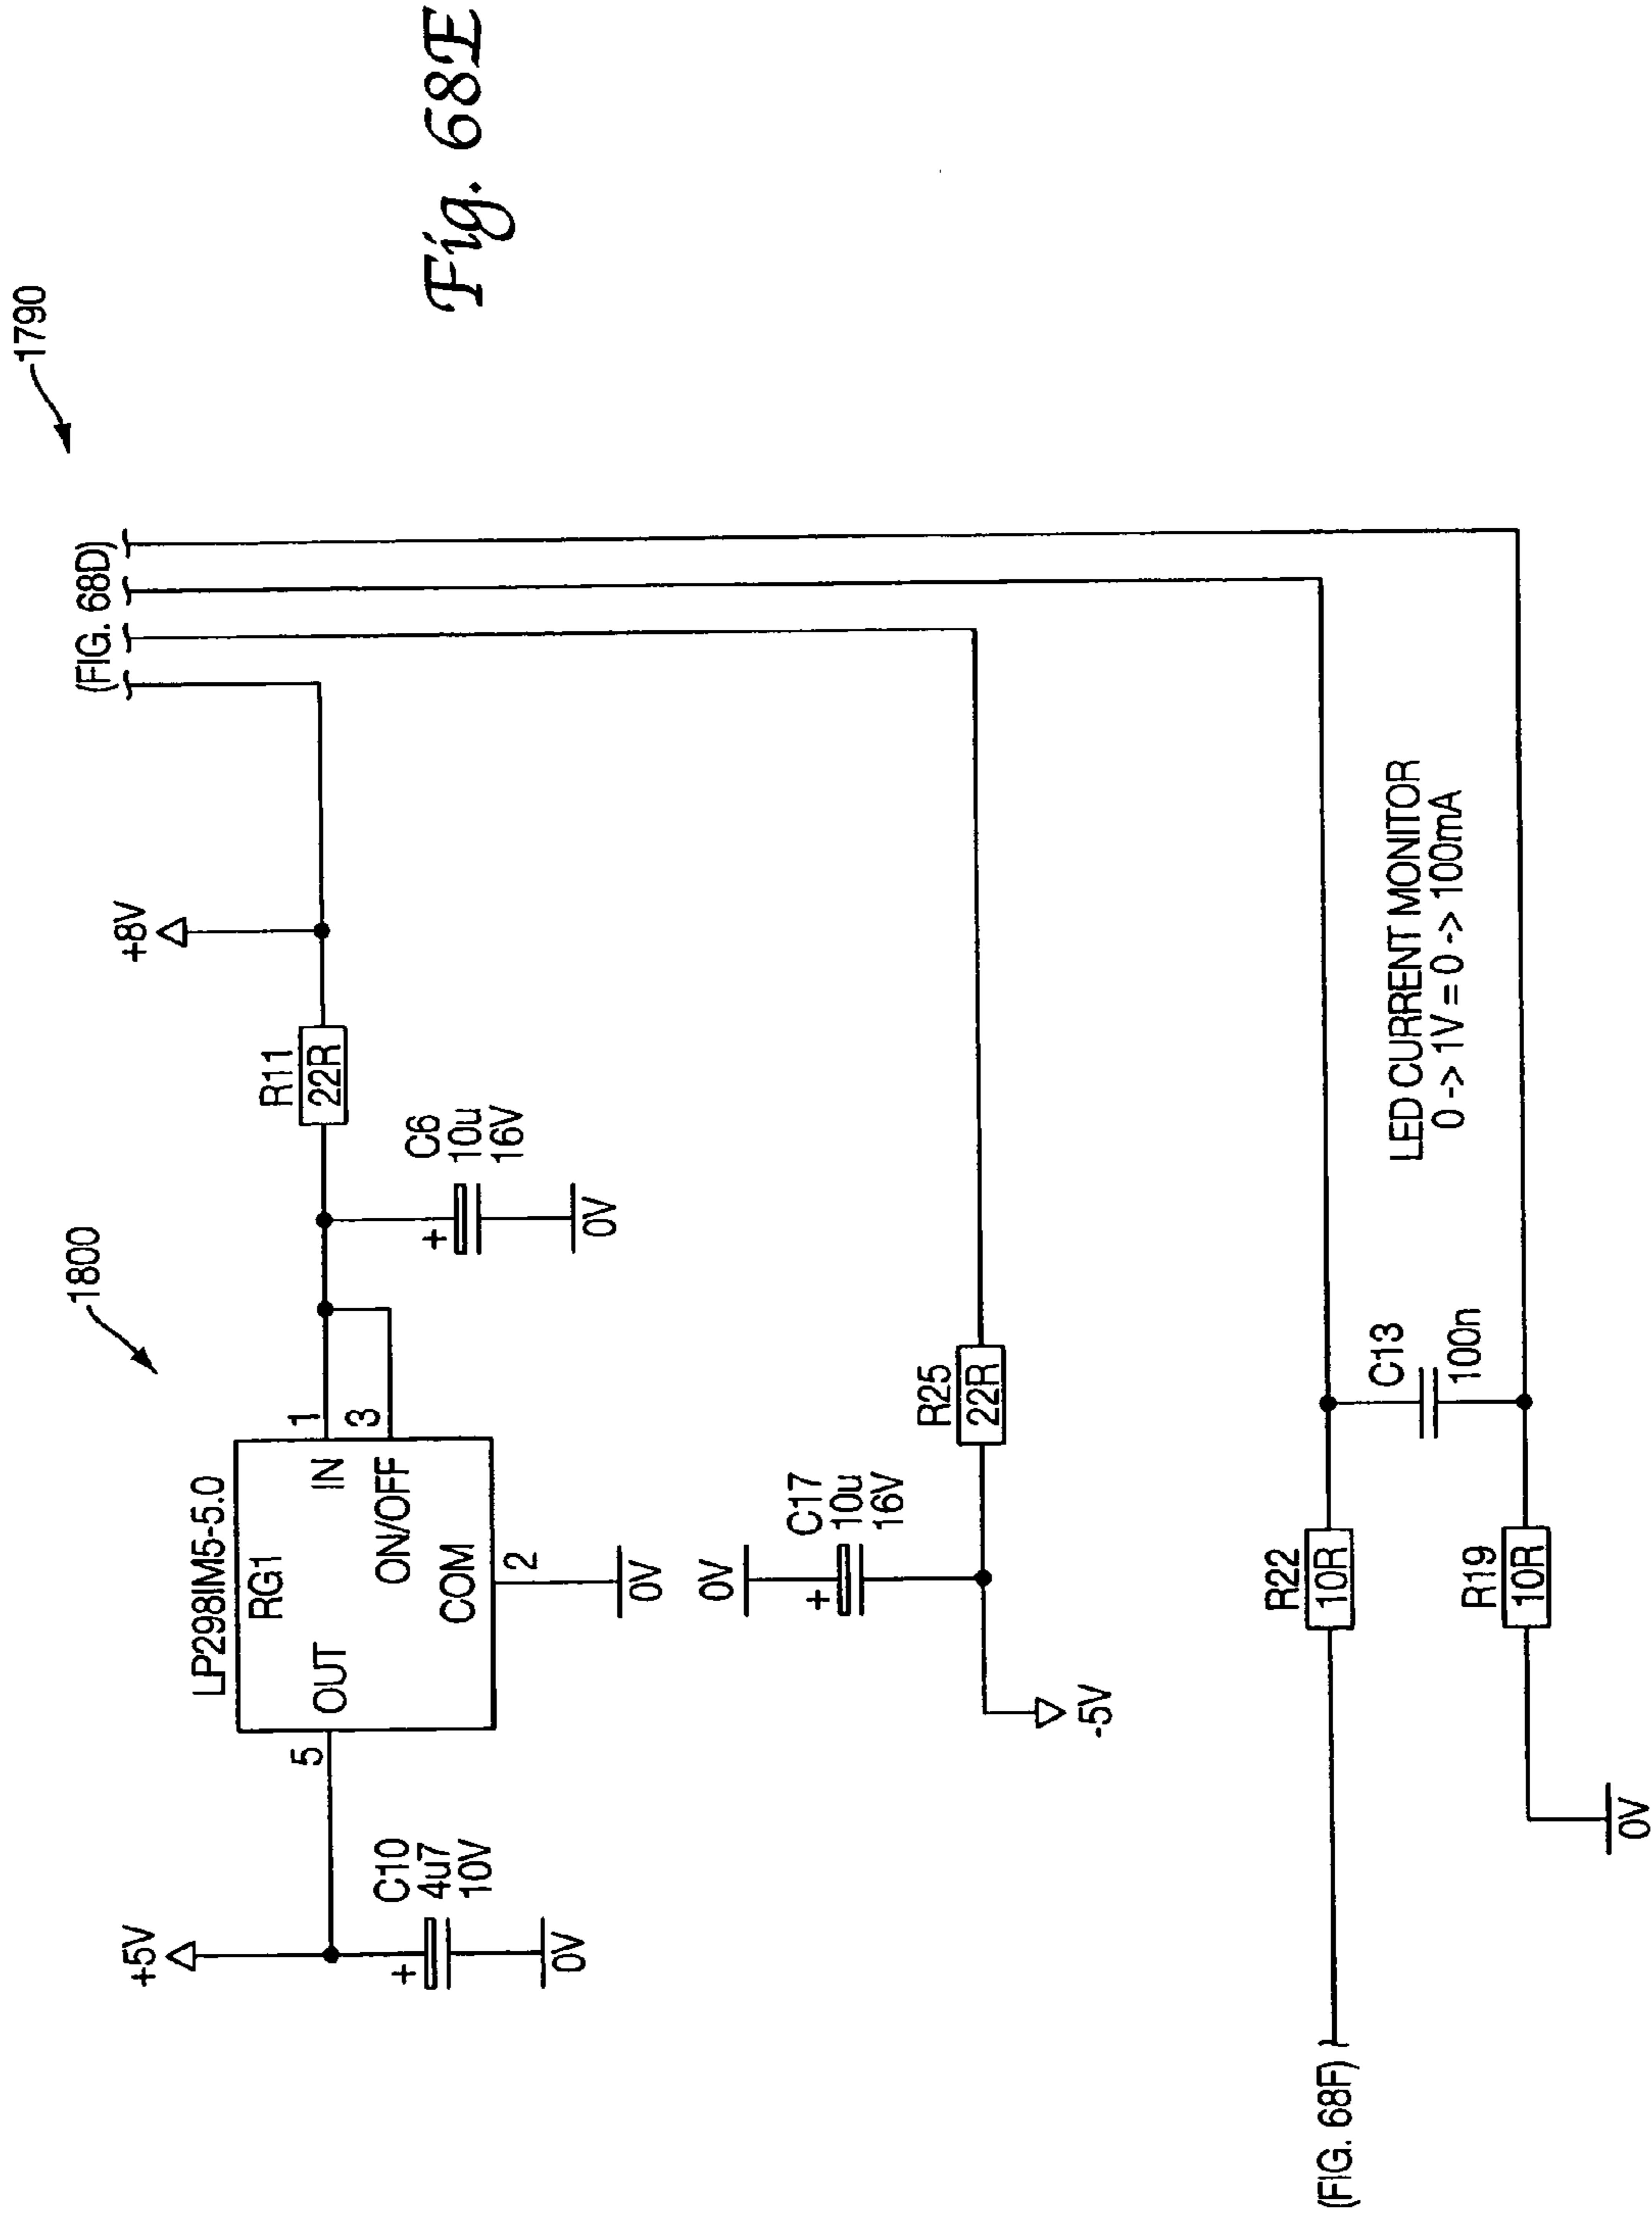 1790
Fig. 68E
(FIG. 68D)
1800
+8V
R11
22R
C6
10u
16V
+
0V
LP298IM5-5.0
RG1
1
IN
3
ON/OFF
OUT
5
COM
2
0V
+5V
C10
4u7
10V
+
0V
0V
C17
10u
16V
+
R25
22R
-5V
LED CURRENT MONITOR
0 -> 1V = 0 -> 100mA
C13
100n
R22
10R
R19
10R
0V
(FIG. 68F)